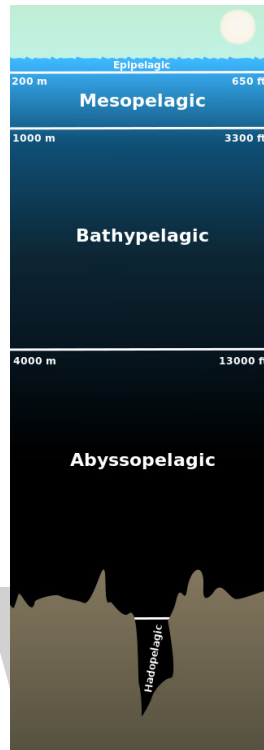 Epipelagic
200 m 650 ft
Mesopelagic
1000 m 3300 ft
Bathypelagic
4000 m 13000 ft
Abyssopelagic
Hadopelagic